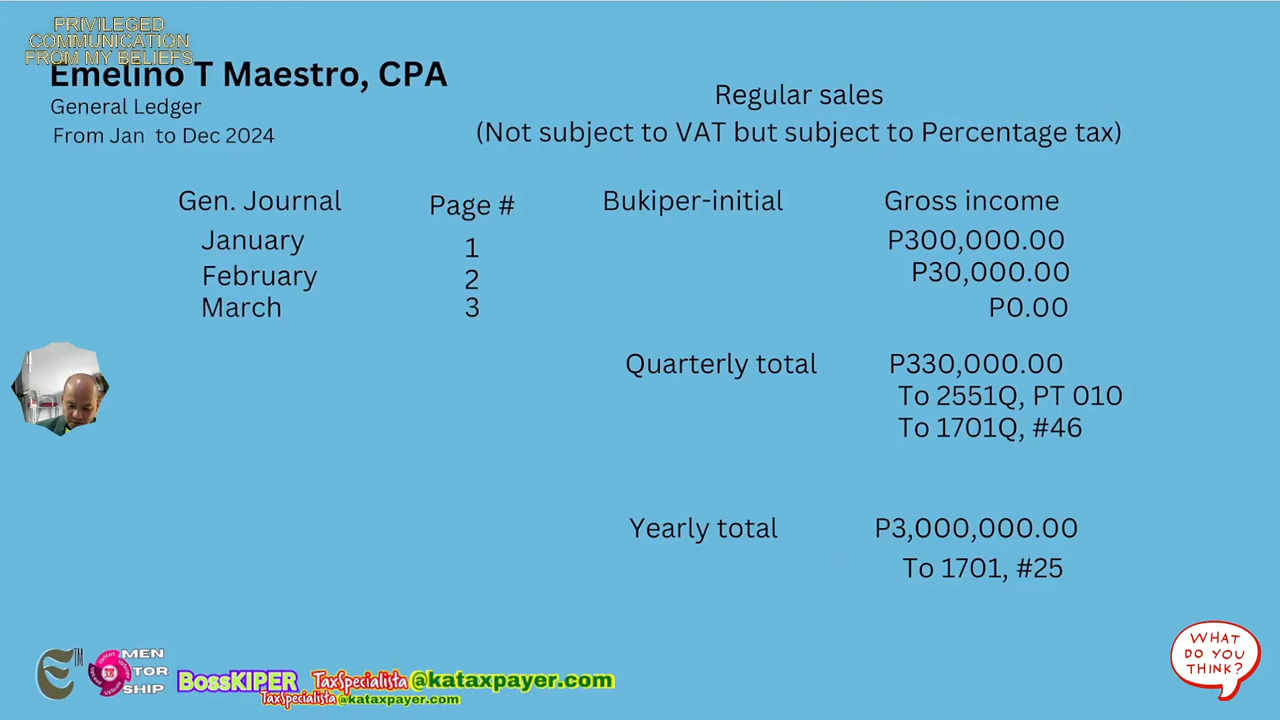 PRIVILEGED
COMMUNICATION
FROM MY BELIEFS
Emelino T Maestro, CPA
General Ledger
From Jan to Dec 2024
Regular sales
(Not subject to VAT but subject to Percentage tax)
Gen. Journal Page # Bukiper-initial Gross income
January 1 P300,000.00
February 2 P30,000.00
March 3 P0.00
Quarterly total P330,000.00
To 2551Q, PT 010
To 1701Q, #46
Yearly total P3,000,000.00
To 1701, #25
WHAT
DO YOU
THINK?
TM
MEN
TOR
SHIP
BossKIPER TaxSpecialista @kataxpayer.com
TaxSpecialista @kataxpayer.com